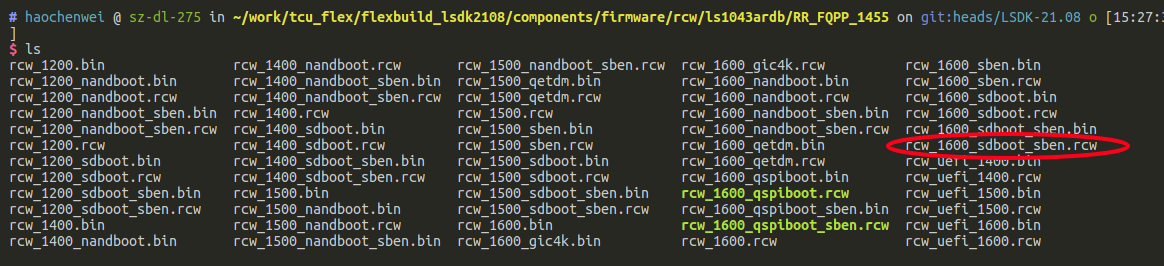 # haochenwei @ sz-dl-275 in ~/work/tcu_flex/flexbuild_lsdk2108/components/firmware/rcw/ls1043ardb/RR_FQPP_1455 on git:heads/LSDK-21.08 o [15:27:3
]
$ ls
rcw_1200.bin rcw_1400_nandboot.rcw rcw_1500_nandboot_sben.rcw rcw_1600_gic4k.rcw rcw_1600_sben.bin
rcw_1200_nandboot.bin rcw_1400_nandboot_sben.bin rcw_1500_qetdm.bin rcw_1600_nandboot.bin rcw_1600_sben.rcw
rcw_1200_nandboot.rcw rcw_1400_nandboot_sben.rcw rcw_1500_qetdm.rcw rcw_1600_nandboot.rcw rcw_1600_sdboot.bin
rcw_1200_nandboot_sben.bin rcw_1400.rcw rcw_1500.rcw rcw_1600_nandboot_sben.bin rcw_1600_sdboot.rcw
rcw_1200_nandboot_sben.rcw rcw_1400_sdboot.bin rcw_1500_sben.bin rcw_1600_nandboot_sben.rcw rcw_1600_sdboot_sben.bin
rcw_1200.rcw rcw_1400_sdboot.rcw rcw_1500_sben.rcw rcw_1600_qetdm.bin rcw_1600_sdboot_sben.rcw
rcw_1200_sdboot.bin rcw_1400_sdboot_sben.bin rcw_1500_sdboot.bin rcw_1600_qetdm.rcw rcw_uefi_1400.bin
rcw_1200_sdboot.rcw rcw_1400_sdboot_sben.rcw rcw_1500_sdboot.rcw rcw_1600_qspiboot.bin rcw_uefi_1400.rcw
rcw_1200_sdboot_sben.bin rcw_1500.bin rcw_1500_sdboot_sben.bin rcw_1600_qspiboot.rcw rcw_uefi_1500.bin
rcw_1200_sdboot_sben.rcw rcw_1500_nandboot.bin rcw_1500_sdboot_sben.rcw rcw_1600_qspiboot_sben.bin rcw_uefi_1500.rcw
rcw_1400.bin rcw_1500_nandboot.rcw rcw_1600.bin rcw_1600_qspiboot_sben.rcw rcw_uefi_1600.bin
rcw_1400_nandboot.bin rcw_1500_nandboot_sben.bin rcw_1600_gic4k.bin rcw_1600.rcw rcw_uefi_1600.rcw